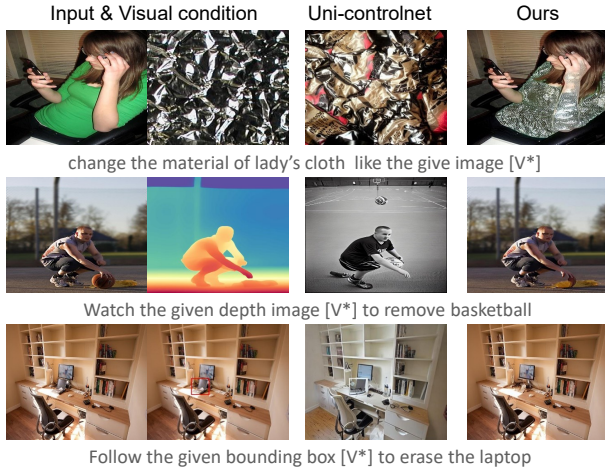 Input & Visual condition Uni-controlnet Ours
change the material of lady's cloth like the give image [V*]
Watch the given depth image [V*] to remove basketball
Follow the given bounding box [V*] to erase the laptop